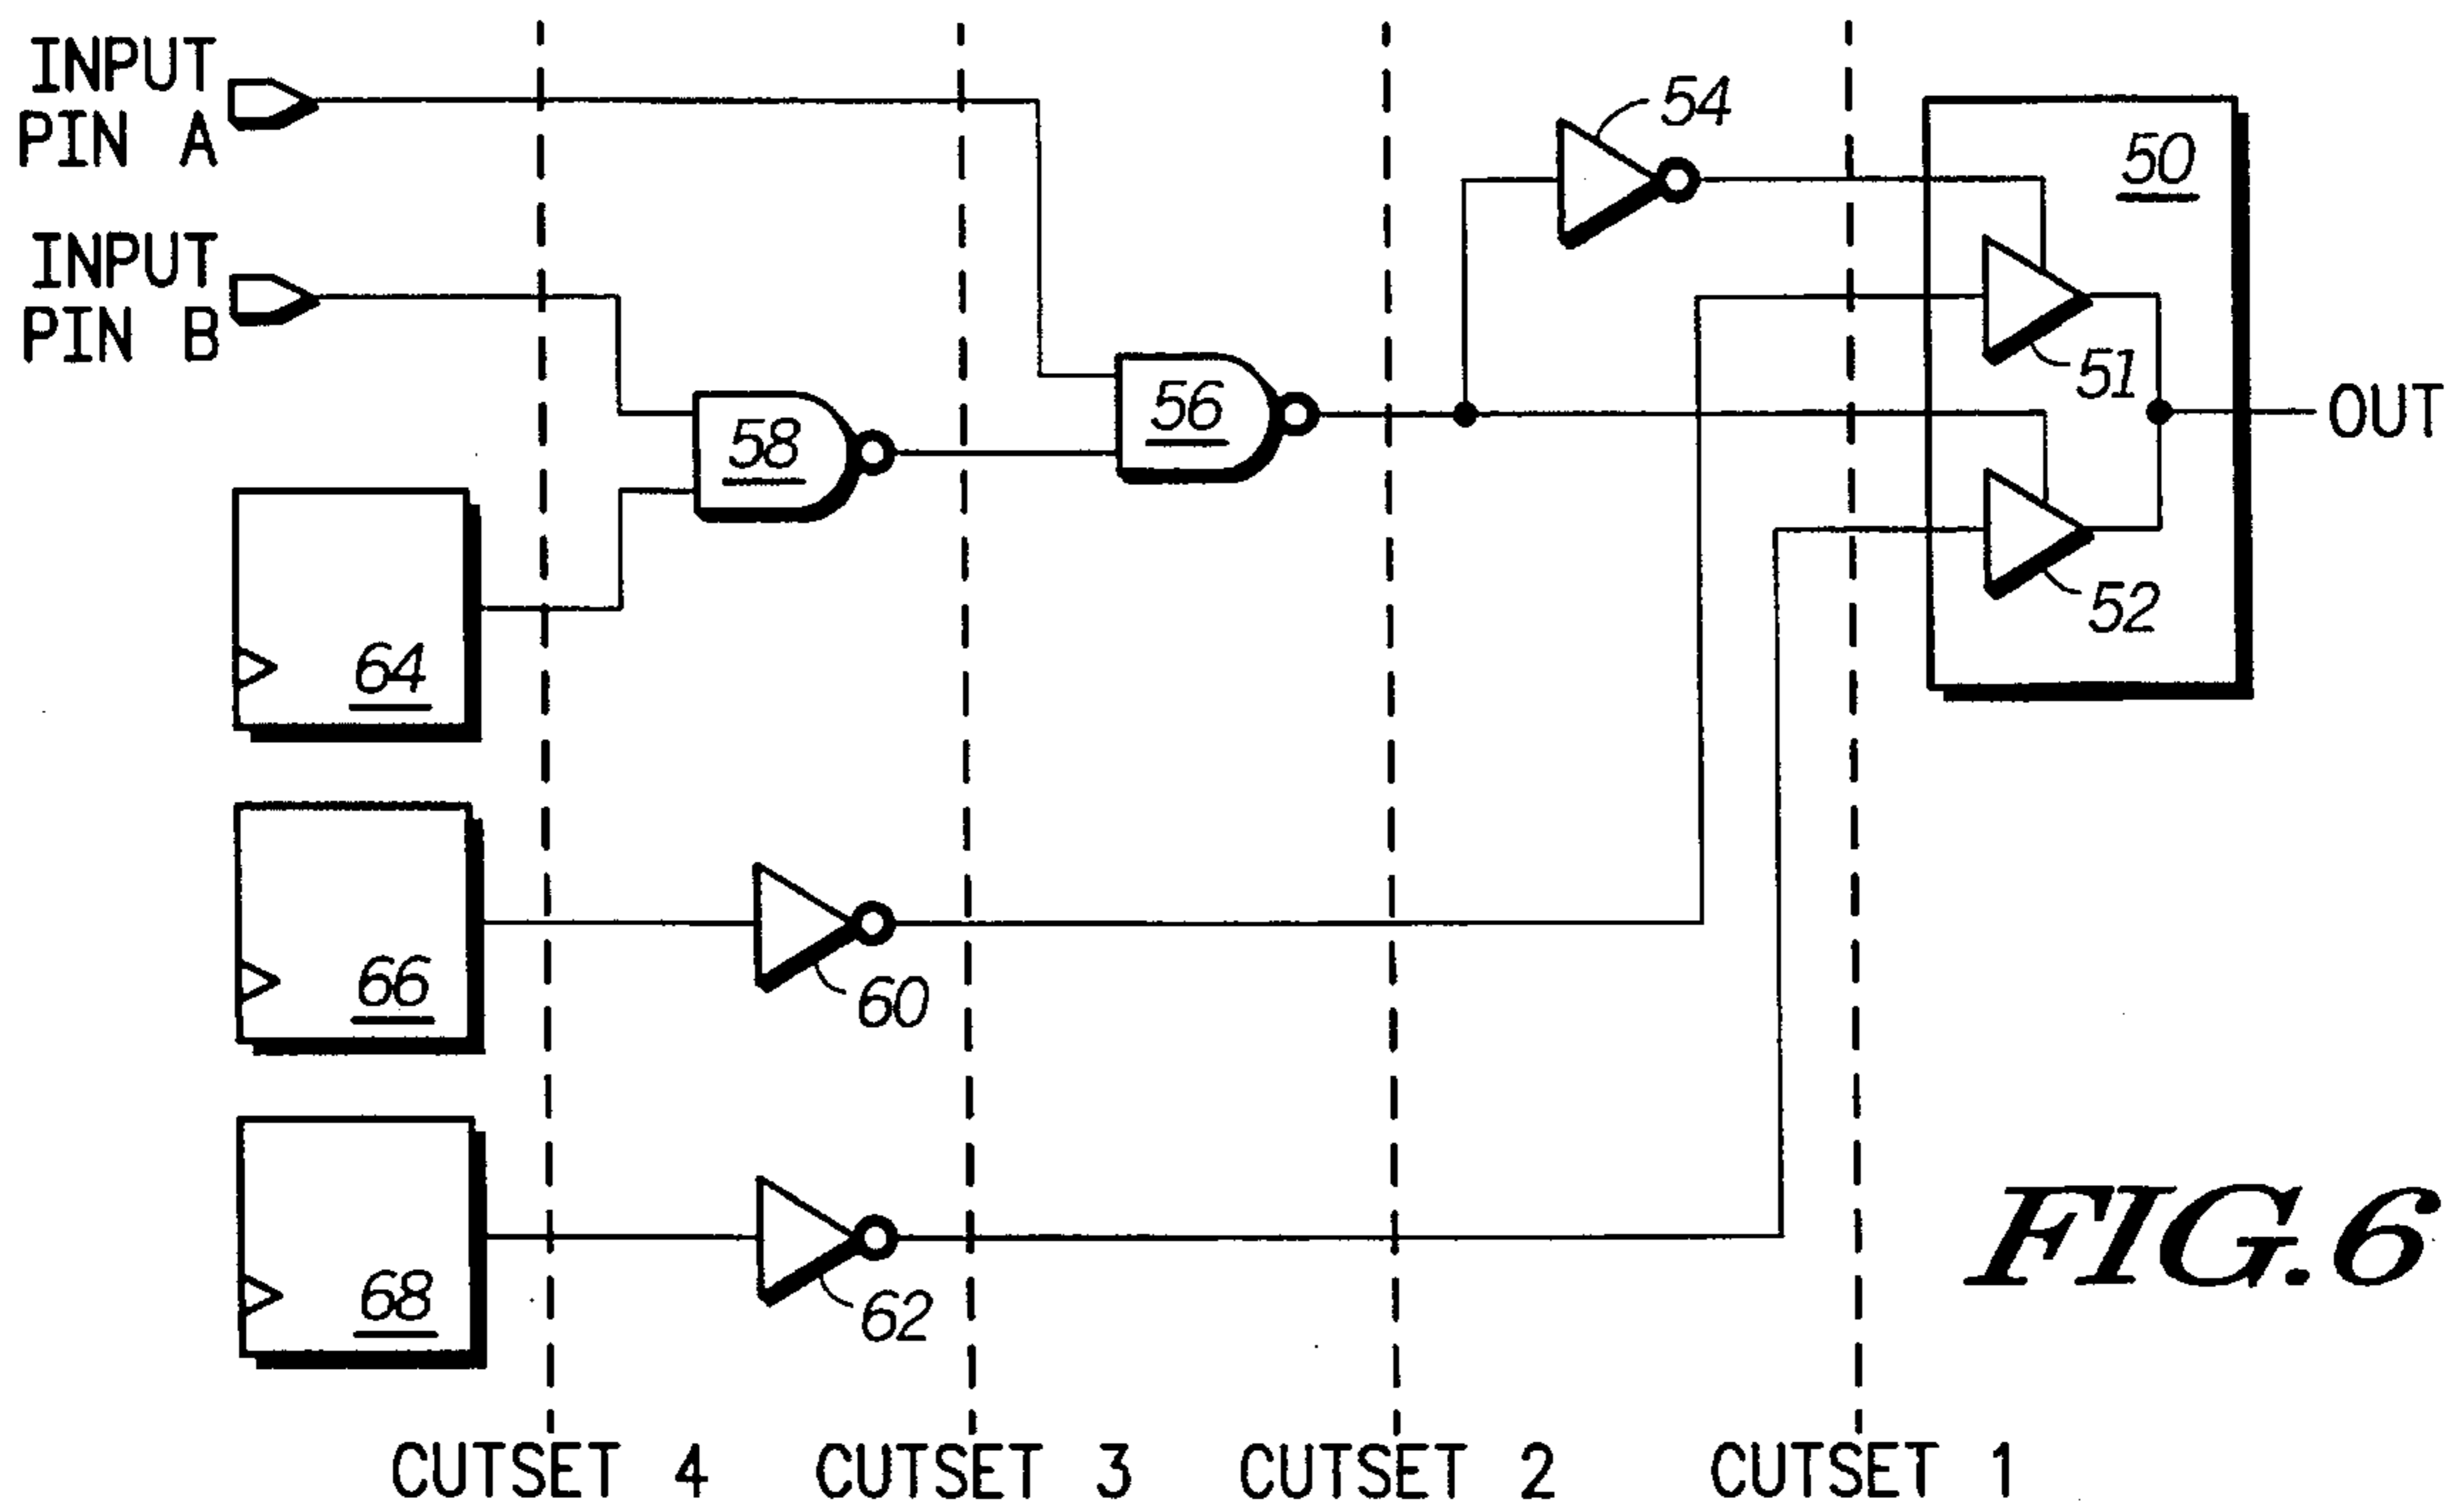 INPUT
PIN A
INPUT
PIN B
54
50
51
OUT
56
58
52
64
66
60
68
62
FIG.6
CUTSET 4
CUTSET 3
CUTSET 2
CUTSET 1